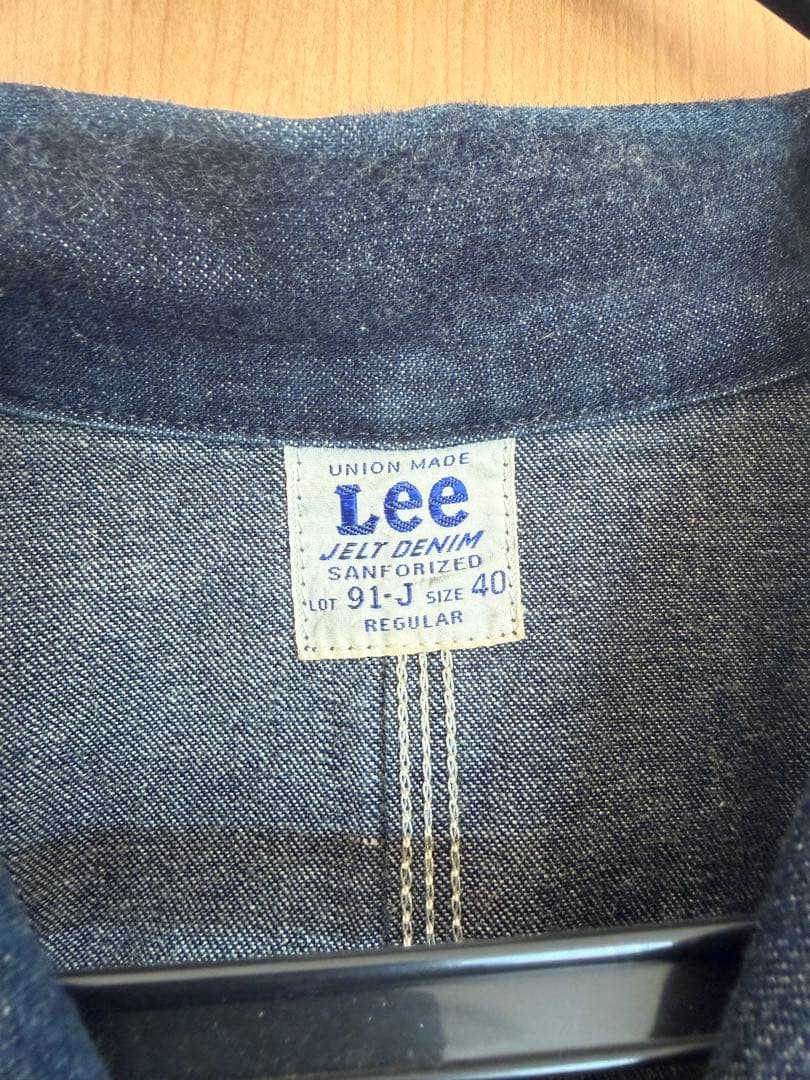 UNION MADE
Lee
JELT DENIM
SANFORIZED
LOT 91-J SIZE 40
REGULAR